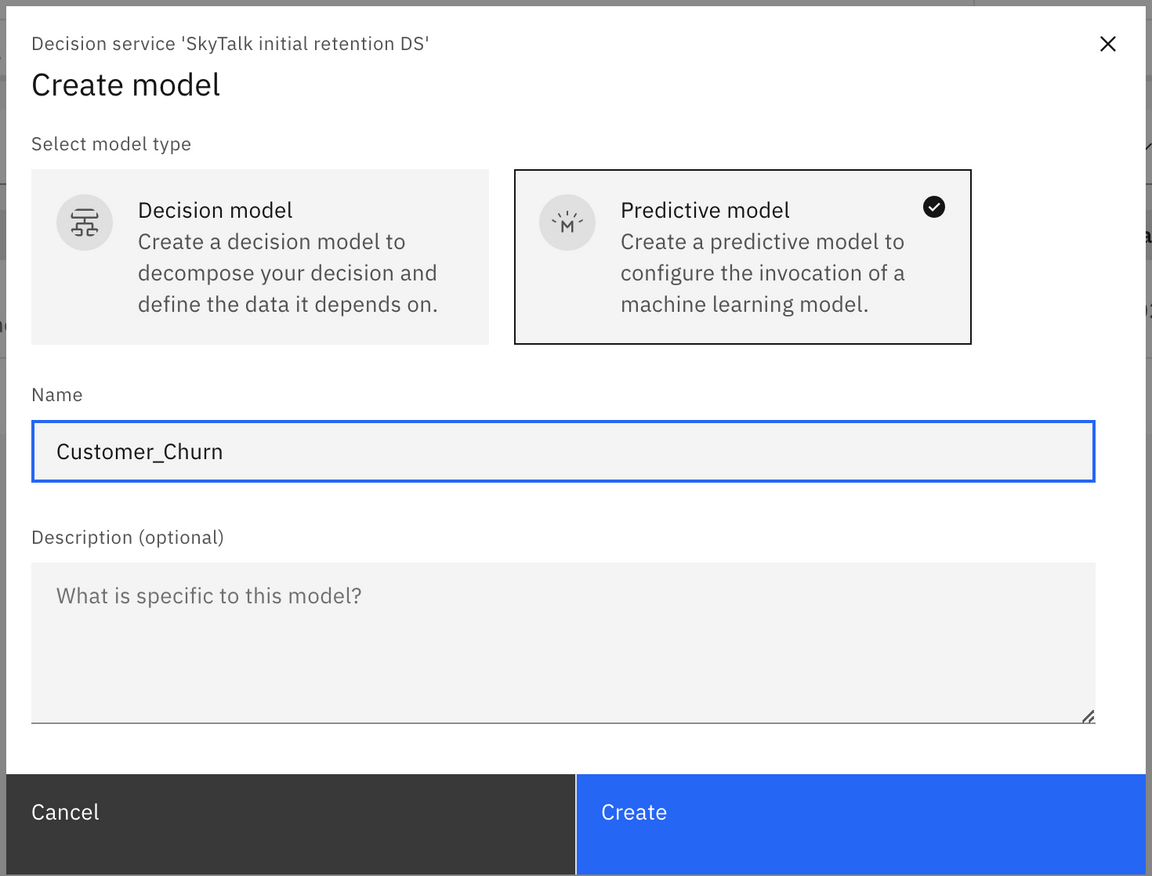 Decision service 'SkyTalk initial retention DS'
Create model
Select model type
Decision model
Create a decision model to
decompose your decision and
define the data it depends on.
M
Predictive model
Create a predictive model to
configure the invocation of a
machine learning model.
Name
Customer_Churn
Description (optional)
What is specific to this model?
Cancel
Create